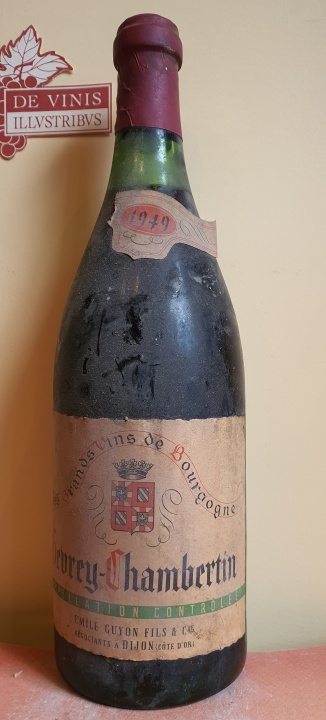 DE VINIS
ILLVSTRIBVS
1949
Grands Vins de Bourgogne
R N
N R
Gevrey-Chambertin
APPELLATION CONTROLÉE
EMILE GUYON FILS & Cie
NÉGOCIANTS A DIJON (CÔTE D'OR)